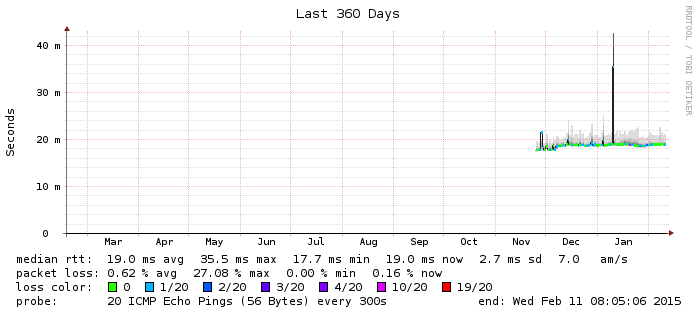 Last 360 Days
RRDTOOL / TOBI OETIKER
Seconds
40 m
30 m
20 m
10 m
0
Mar Apr May Jun Jul Aug Sep Oct Nov Dec Jan
median rtt: 19.0 ms avg 35.5 ms max 17.7 ms min 19.0 ms now 2.7 ms sd 7.0 am/s
packet loss: 0.62 % avg 27.08 % max 0.00 % min 0.16 % now
loss color: 0 1/20 2/20 3/20 4/20 10/20 19/20
probe: 20 ICMP Echo Pings (56 Bytes) every 300s end: Wed Feb 11 08:05:06 2015